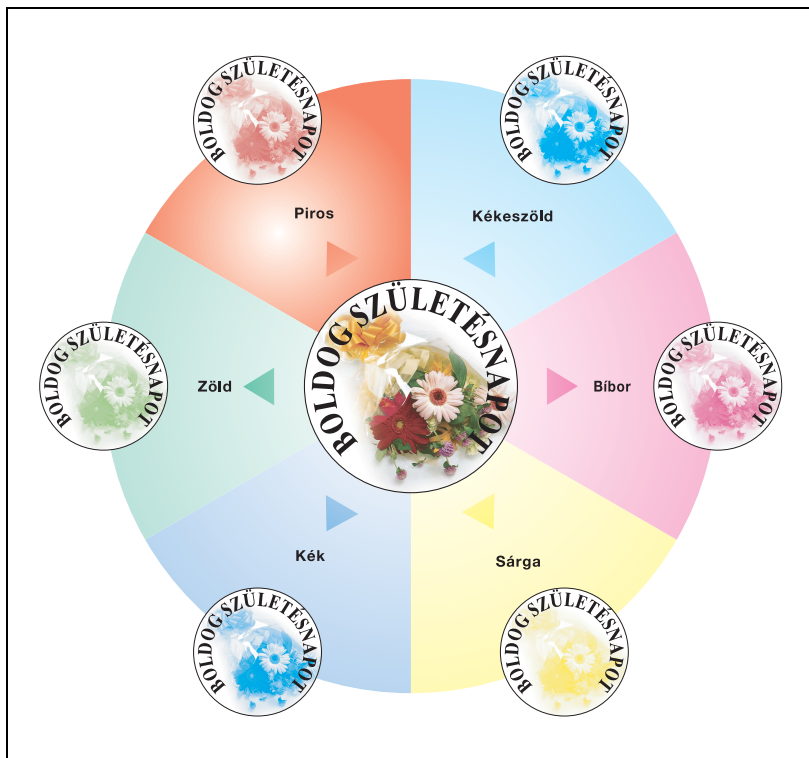 BOLDOG SZÜLETÉSNAPOT
BOLDOG SZÜLETÉSNAPOT
Piros
Kékeszöld
BOLDOG SZÜLETÉSNAPOT
BOLDOG SZÜLETÉSNAPOT
Zöld
Bíbor
BOLDOG SZÜLETÉSNAPOT
Kék
Sárga
BOLDOG SZÜLETÉSNAPOT
BOLDOG SZÜLETÉSNAPOT